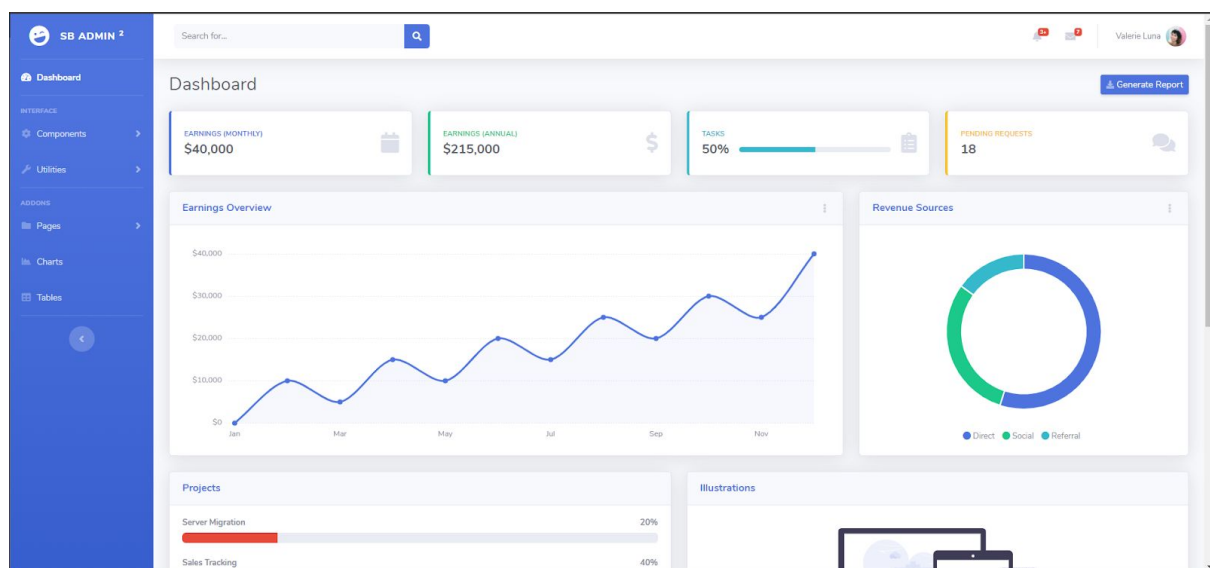 SB ADMIN 2
Dashboard
INTERFACE
Components
Utilities
ADDONS
Pages
Charts
Tables
Search for...
3+
7
Valerie Luna
Dashboard
Generate Report
EARNINGS (MONTHLY)
$40,000
EARNINGS (ANNUAL)
$215,000
TASKS
50%
PENDING REQUESTS
18
Earnings Overview
$40,000
$30,000
$20,000
$10,000
$0
Jan Mar May Jul Sep Nov
Revenue Sources
Direct Social Referral
Projects
Server Migration 20%
Sales Tracking 40%
Illustrations